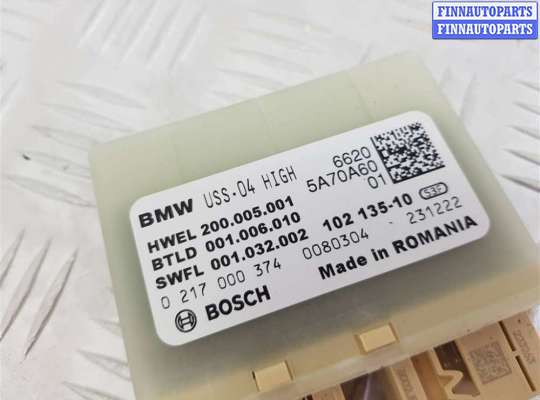 FINNAUTOPARTS
FINNAUTOPARTS
BMW USS-04 HIGH 6620
5A70A60
HWEL 200.005.001 01
BTLD 001.006.010
SWFL 001.032.002 102 135-10 S3F
0 217 000 374 0080304 - 231222
BOSCH Made in ROMANIA